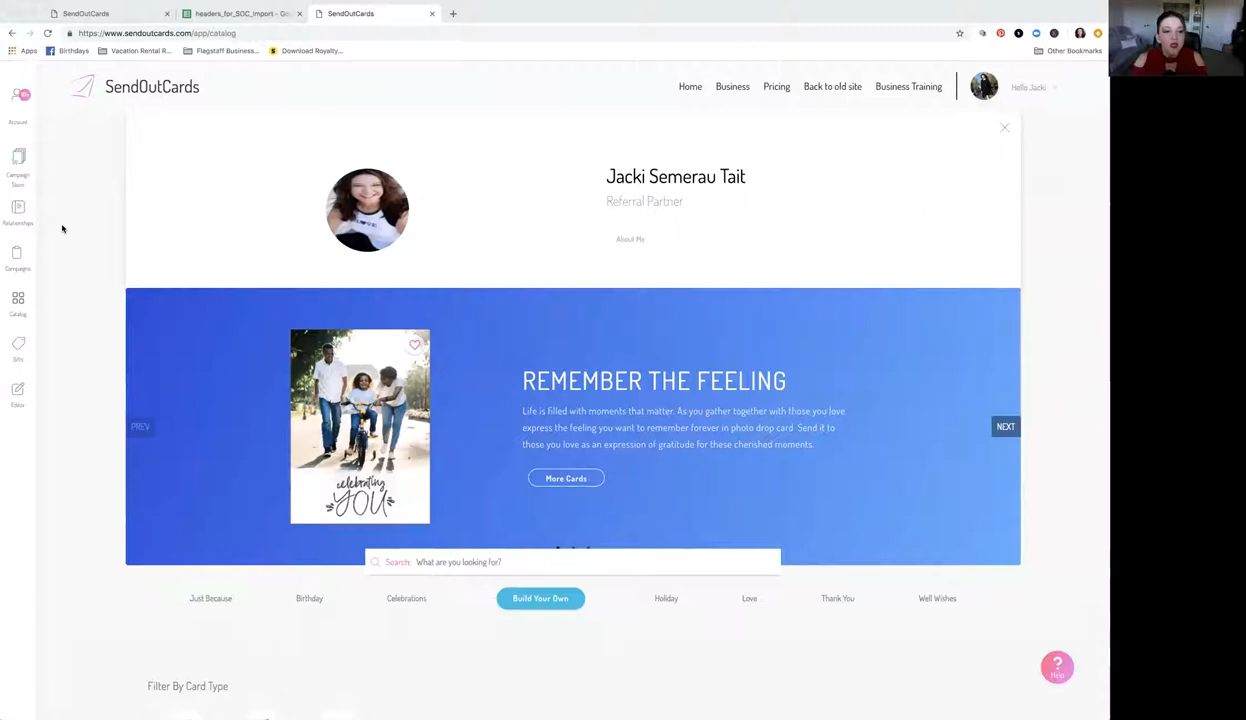 SendOutCards
headers_for_SOC_Import - Go
SendOutCards
https://www.sendoutcards.com/app/catalog
Apps
Birthdays
Vacation Rental R...
Flagstaff Business...
Download Royalty...
Other Bookmarks
SendOutCards
Home
Business
Pricing
Back to old site
Business Training
Hello Jacki
Account
Campaign
Store
Relationships
Campaigns
Catalog
Gifts
Editor
Jacki Semerau Tait
Referral Partner
About Me
celebrating
YOU
REMEMBER THE FEELING
Life is filled with moments that matter. As you gather together with those you love
express the feeling you want to remember forever in photo drop card. Send it to
those you love as an expression of gratitude for these cherished moments.
More Cards
PREV
NEXT
Search: What are you looking for?
Just Because
Birthday
Celebrations
Build Your Own
Holiday
Love
Thank You
Well Wishes
Filter By Card Type
?
Help